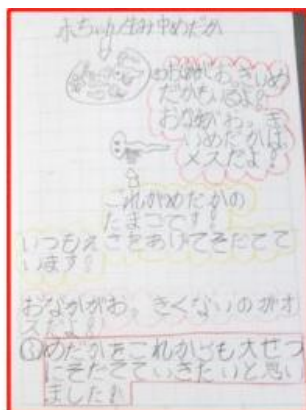 赤ちゃん生み中めだか
おなかがお。きいめ
だかもいるよ!
おなかがお。き
いめだかは、
メスだよ!
これがめだかの
たまごです!
いつもえさをあげてそだてて
います!
おなかがお。きくないのがオ
スだよ!
めだかをこれからも大せつ
にそだてていきたいと思い
ました!